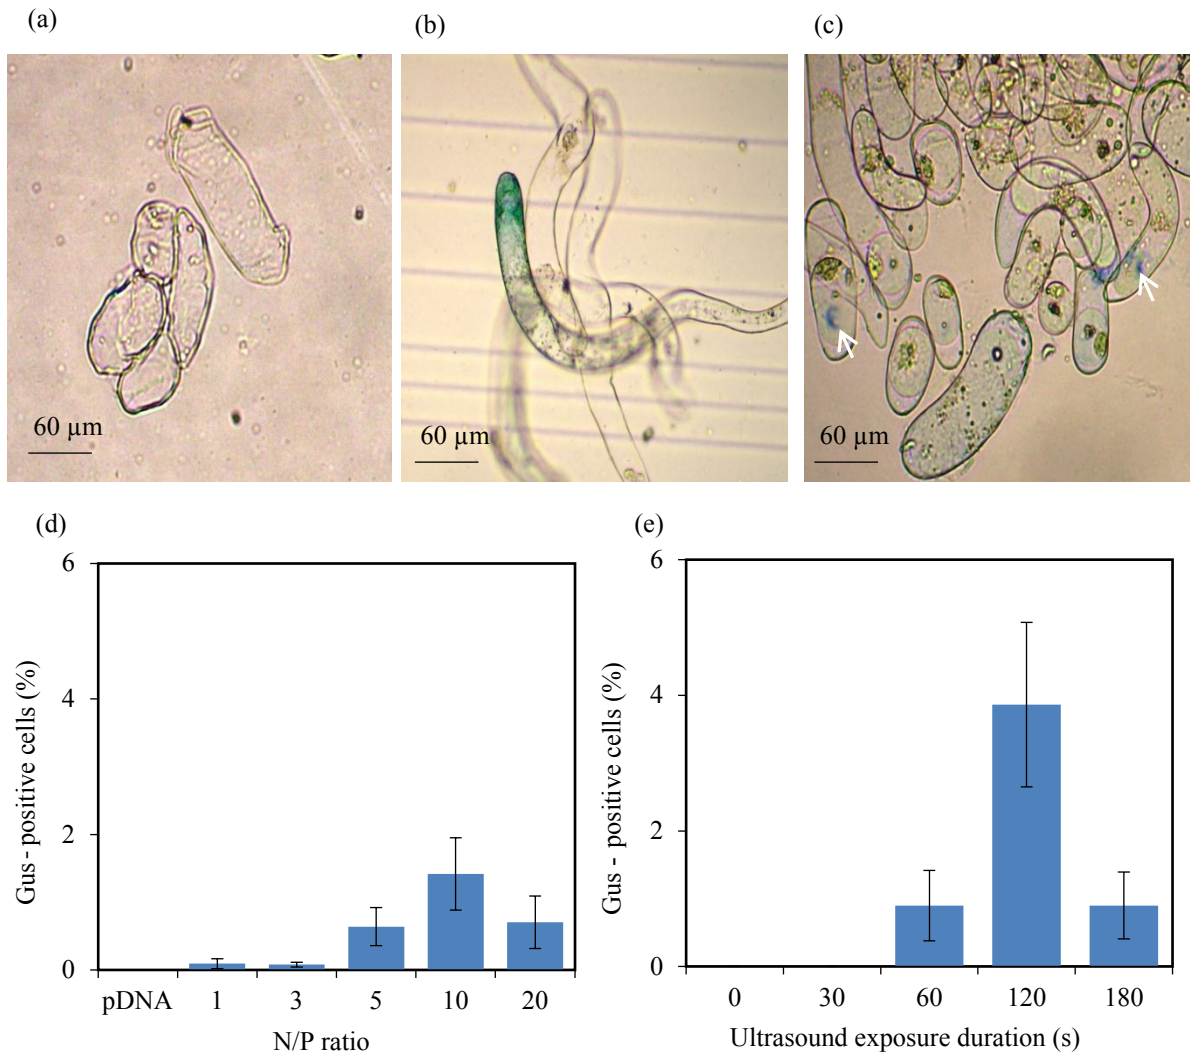 (a)
(b)
(c)
60 µm
60 µm
60 µm
(d)
(e)
6
4
2
0
Gus-positive cells (%)
pDNA 1 3 5 10 20
N/P ratio
6
4
2
0
Gus - positive cells (%)
0 30 60 120 180
Ultrasound exposure duration (s)